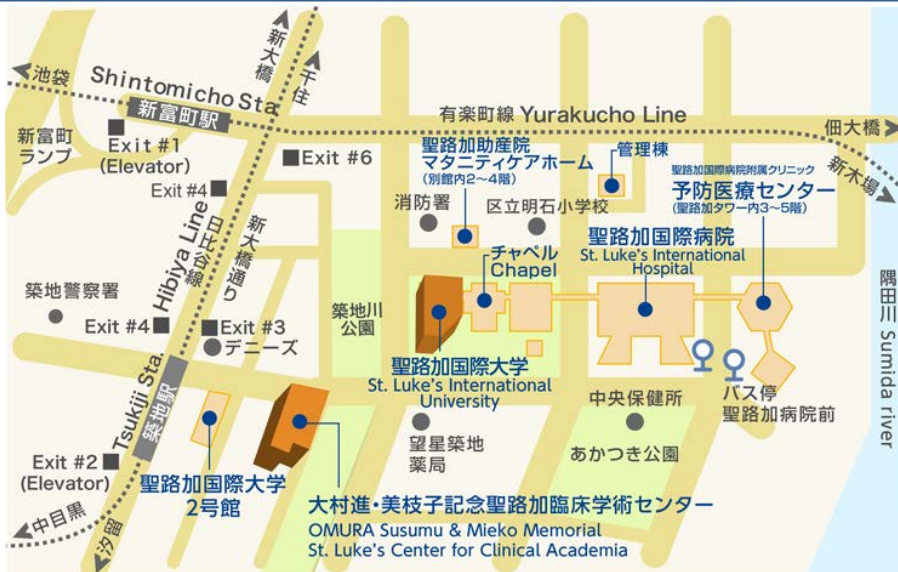 新大橋
千住
池袋
Shintomicho Sta.
新富町駅
有楽町線 Yurakucho Line
佃大橋
新木場
新富町
ランプ
Exit #1
(Elevator)
Exit #6
聖路加助産院
マタニティケアホーム
(別館内2～4階)
管理棟
聖路加国際病院附属クリニック
予防医療センター
(聖路加タワー内3～5階)
Exit #4
消防署
区立明石小学校
Hibiya Line
日比谷線
新大橋通り
チャペル
Chapel
聖路加国際病院
St. Luke's International
Hospital
隅田川 Sumida river
築地警察署
Exit #4
Exit #3
デニーズ
築地川
公園
聖路加国際大学
St. Luke's International
University
中央保健所
バス停
聖路加病院前
Tsukiji Sta.
築地駅
望星築地
薬局
あかつき公園
Exit #2
(Elevator)
聖路加国際大学
2号館
大村進・美枝子記念聖路加臨床学術センター
OMURA Susumu & Mieko Memorial
St. Luke's Center for Clinical Academia
中目黒
汐留